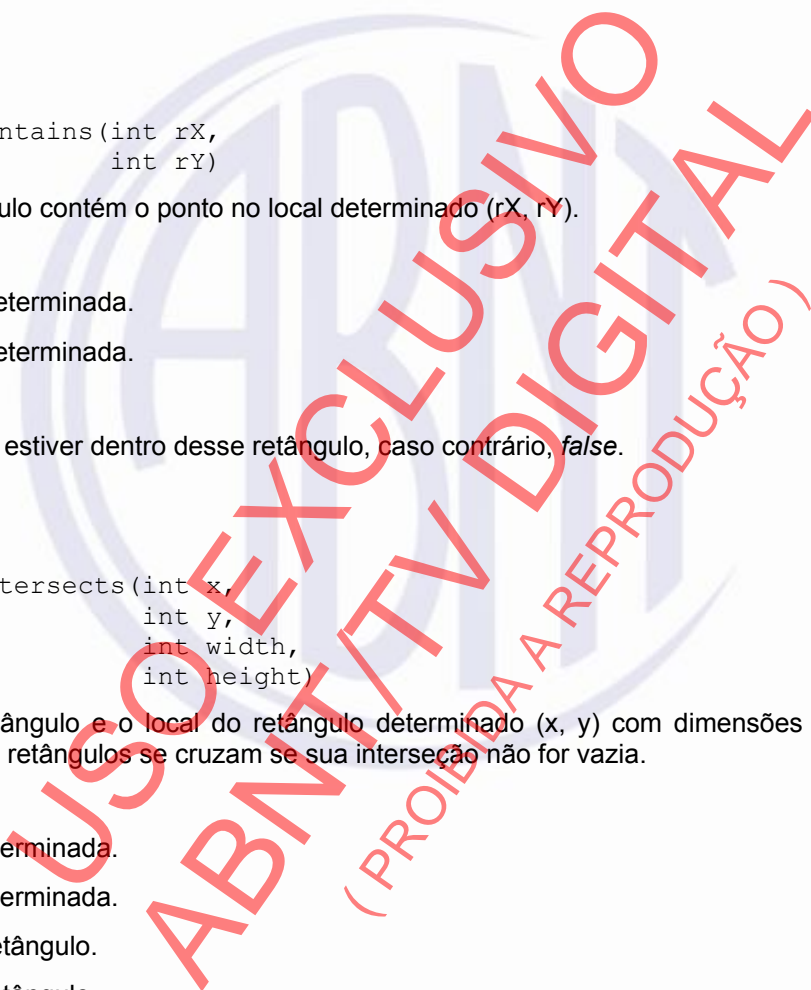 ntains(int rX,
int rY)
ulo contém o ponto no local determinado (rX, rY).
eterminada.
eterminada.
estiver dentro desse retângulo, caso contrário, false.
tersects(int x,
int y,
int width,
int height)
ângulo e o local do retângulo determinado (x, y) com dimensões
retângulos se cruzam se sua interseção não for vazia.
erminada.
erminada.
etângulo.
etângulo.
USO EXCLUSIVO
ABNT/TV DIGITAL
( PROIBIDA A REPRODUÇÃO )
ABNT